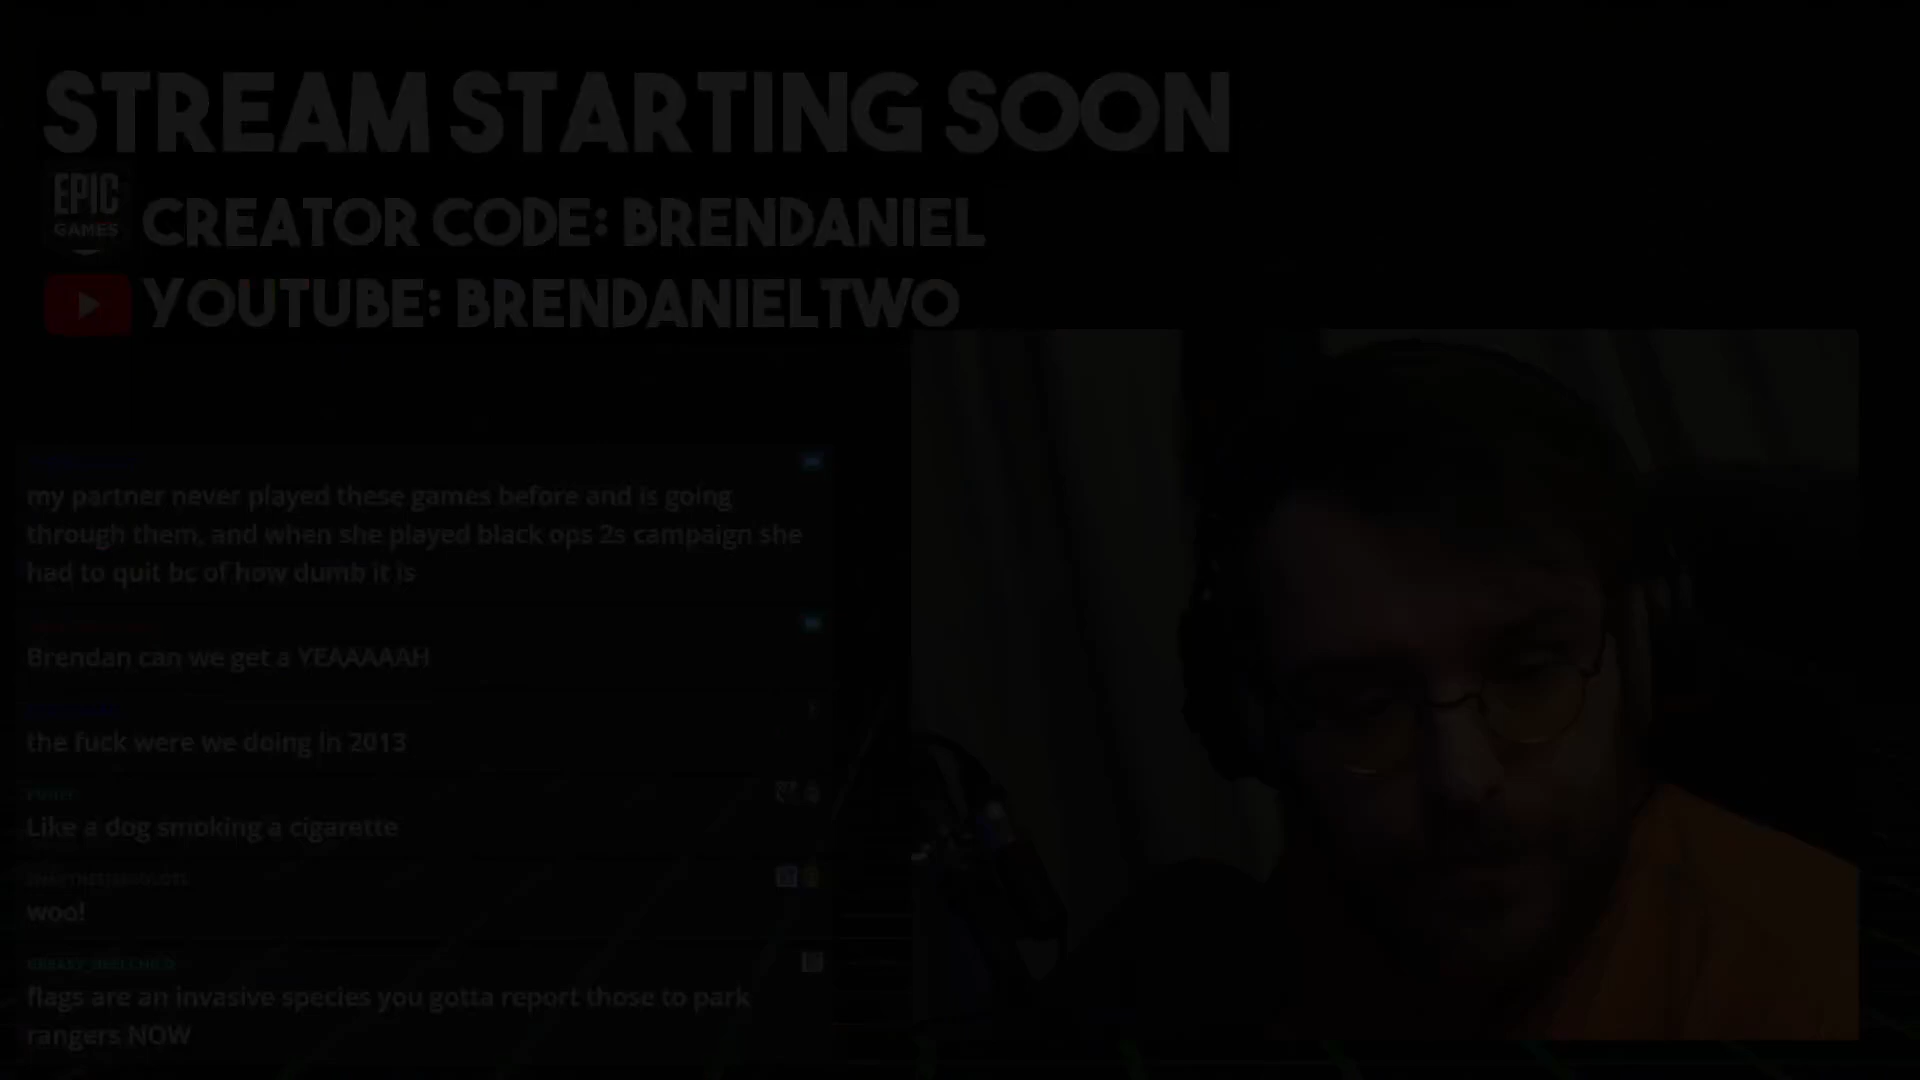 STREAM STARTING SOON
EPIC
GAMES
CREATOR CODE: BRENDANIEL
YOUTUBE: BRENDANIELTWO
my partner never played these games before and is going
through them, and when she played black ops 2s campaign she
had to quit bc of how dumb it is
Brendan can we get a YEAAAAAH
the fuck were we doing in 2013
Like a dog smoking a cigarette
woo!
flags are an invasive species you gotta report those to park
rangers NOW